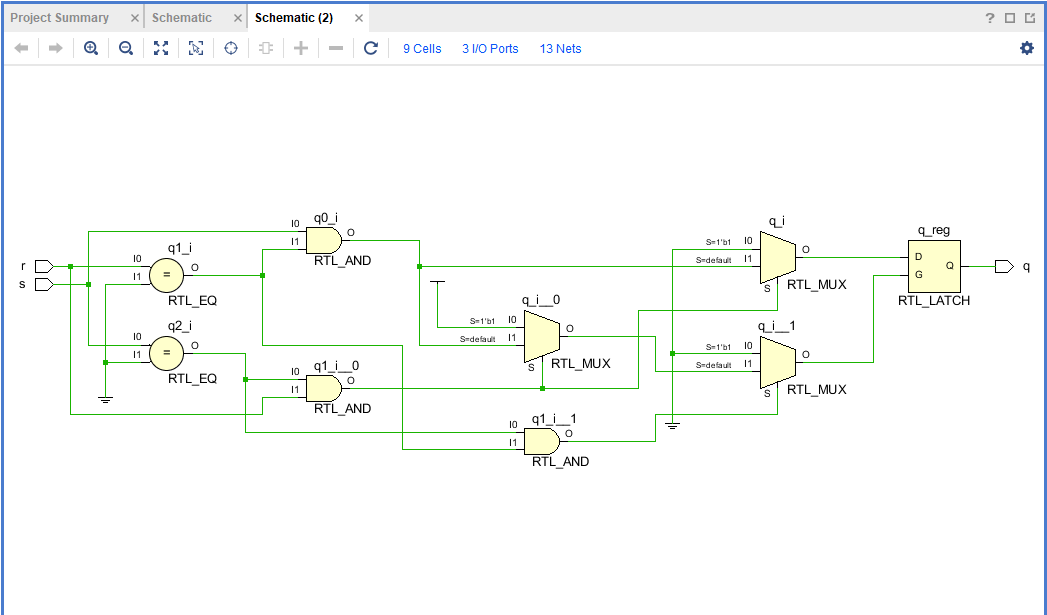 Project Summary × Schematic × Schematic (2) × ?
9 Cells 3 I/O Ports 13 Nets
q0_i
I0
I1
O
RTL_AND
q1_i
I0
I1
=
O
RTL_EQ
r
s
q2_i
I0
I1
=
O
RTL_EQ
q1_i__0
I0
I1
O
RTL_AND
q_i__0
S=1'b1 I0
S=default I1
O
S
RTL_MUX
q1_i__1
I0
I1
O
RTL_AND
q_i
S=1'b1 I0
S=default I1
O
S
RTL_MUX
q_i__1
S=1'b1 I0
S=default I1
O
S
RTL_MUX
q_reg
D
G
Q
RTL_LATCH
q